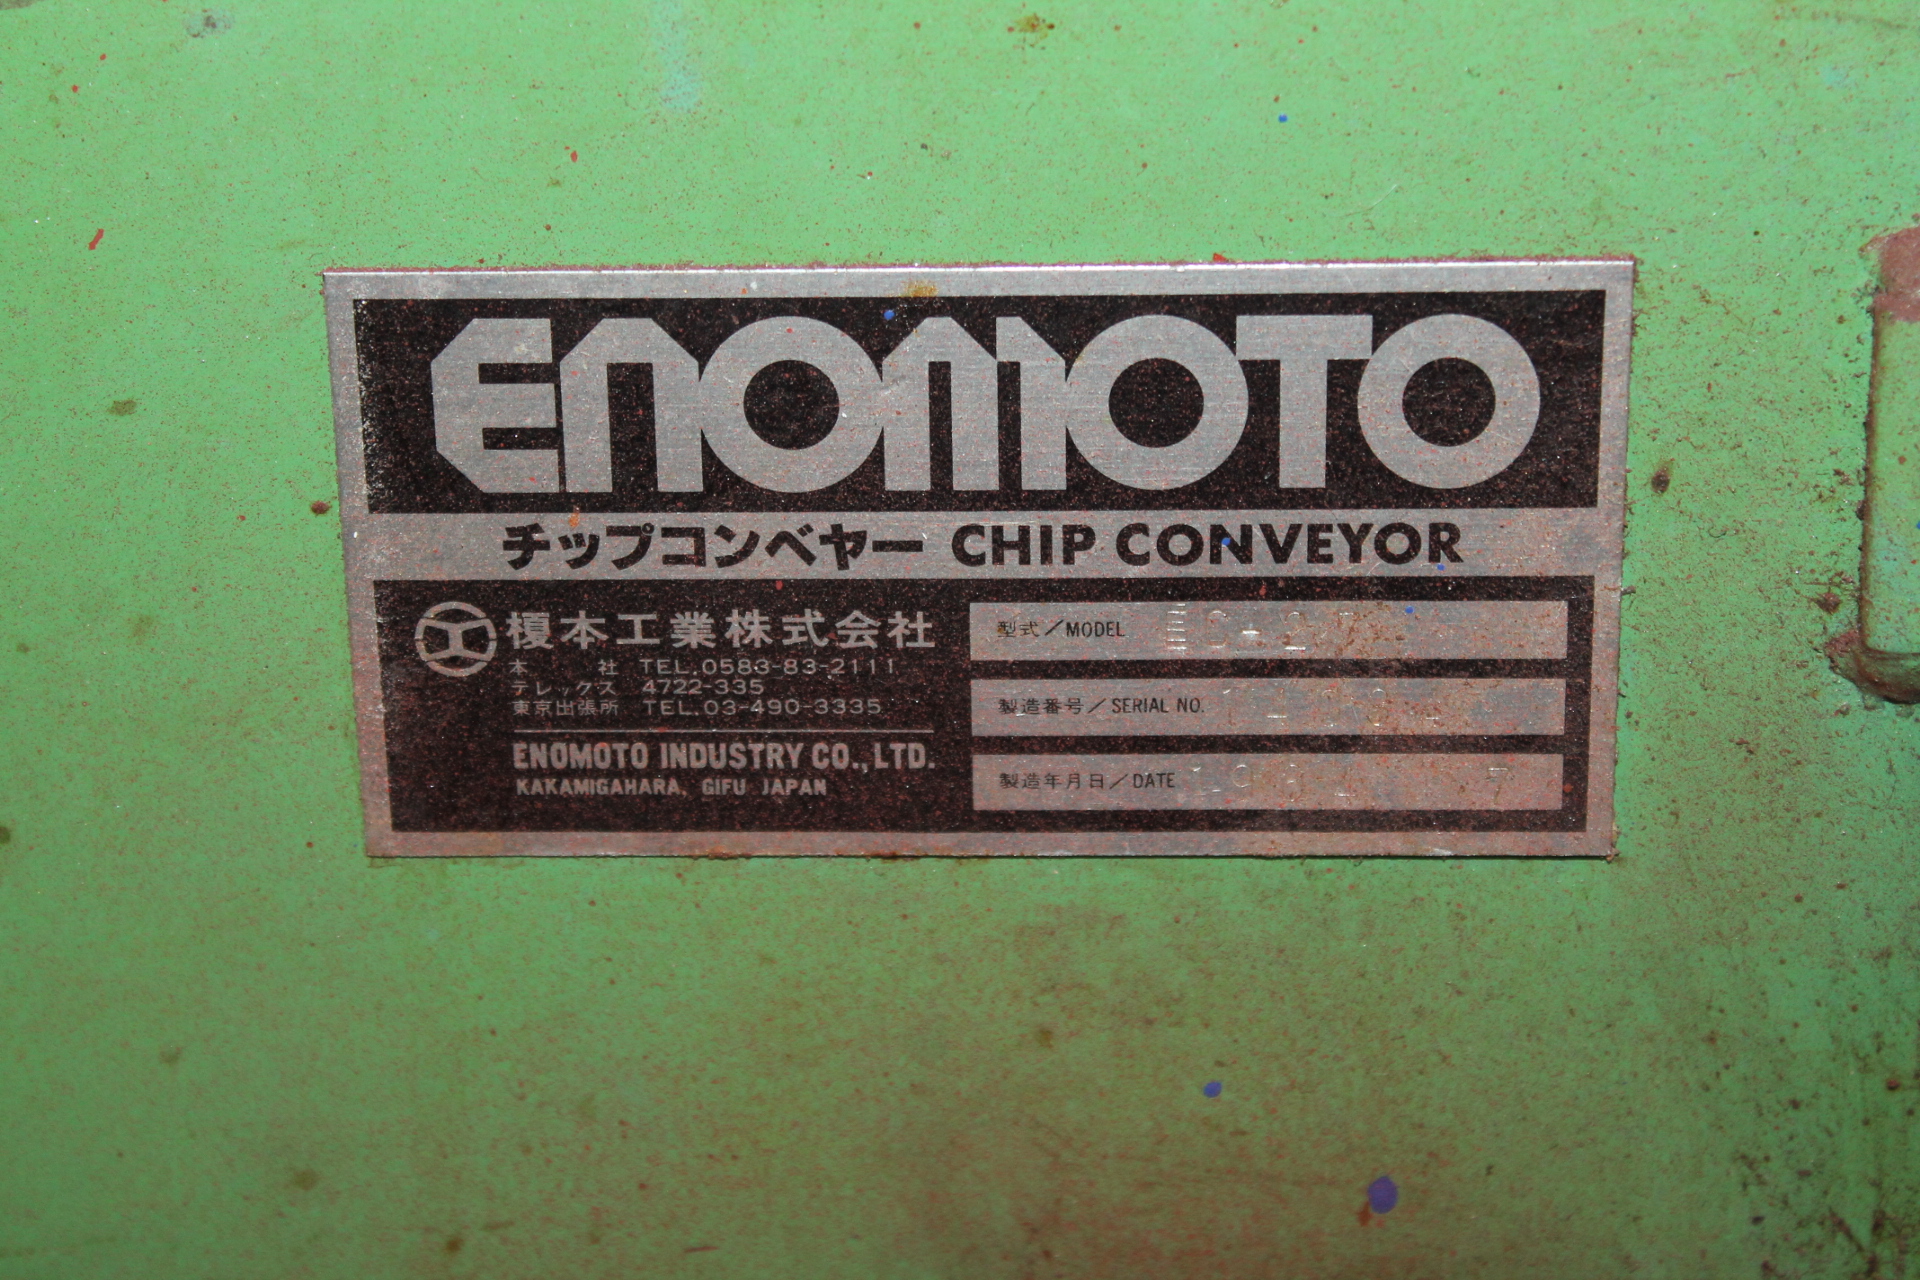 ENOMOTO
チップコンベヤー CHIP CONVEYOR
榎本工業株式会社
本 社 TEL.0583-83-2111
テレックス 4722-335
東京出張所 TEL.03-490-3335
ENOMOTO INDUSTRY CO.,LTD.
KAKAMIGAHARA, GIFU JAPAN
型式/MODEL
製造番号/SERIAL NO.
製造年月日/DATE